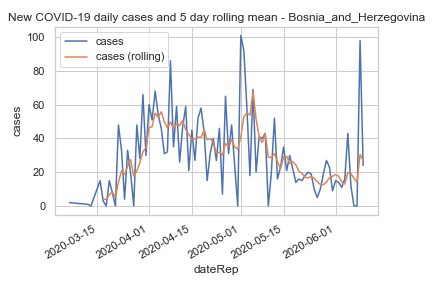 New COVID-19 daily cases and 5 day rolling mean - Bosnia_and_Herzegovina
cases
cases (rolling)
100
80
60
40
20
0
cases
2020-03-15
2020-04-01
2020-04-15
2020-05-01
2020-05-15
2020-06-01
dateRep